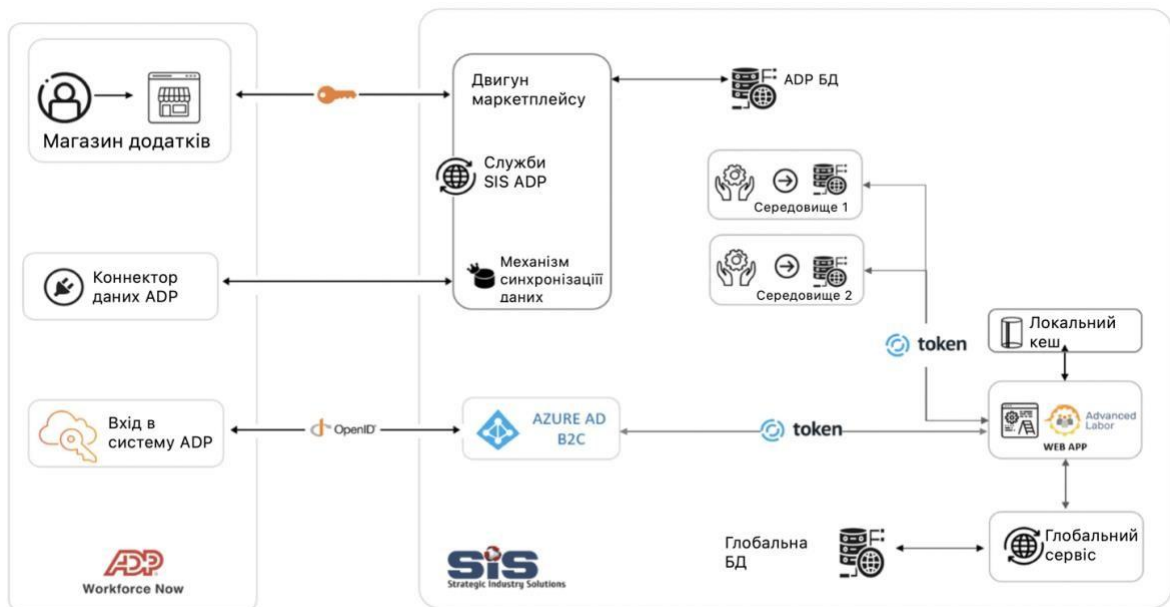 Магазин додатків
Двигун
маркетплейсу
ADP БД
Служби
SIS ADP
Середовище 1
Коннектор
даних ADP
Механізм
синхронізаціїї
даних
Середовище 2
token
Локальний
кеш
Вхід в
систему ADP
OpenID
AZURE AD
B2C
token
Advanced
Labor
WEB APP
Глобальна
БД
Глобальний
сервіс
ADP
Workforce Now
SIS
Strategic Industry Solutions